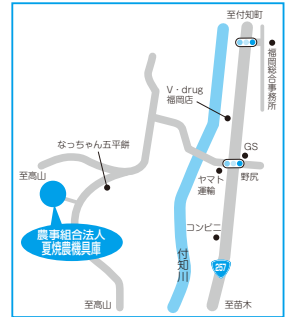 至付知町
福岡総合事務所
V・drug
福岡店
なっちゃん五平餅
GS
至高山
ヤマト
運輸
野尻
農事組合法人
夏焼農機具庫
コンビニ
付知川
257
至高山
至苗木